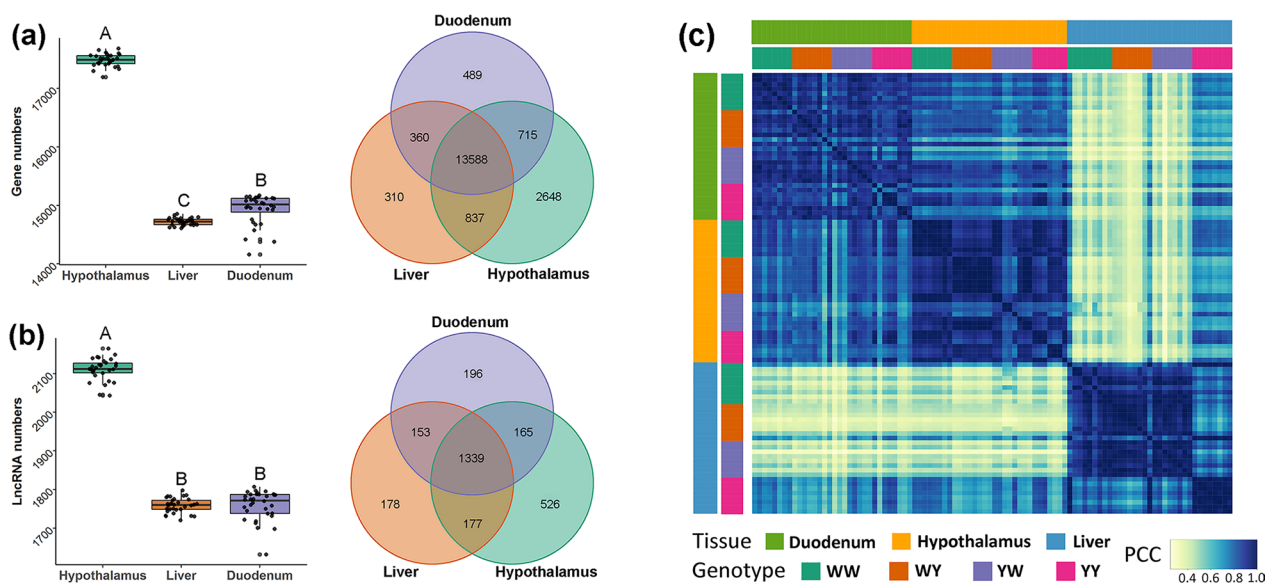 (a)
Gene numbers
17000
16000
15000
14000
A
C
B
Hypothalamus Liver Duodenum
Duodenum
489
360
715
13588
310
2648
837
Liver
Hypothalamus
(b)
LncRNA numbers
2100
2000
1900
1800
1700
A
B
B
Hypothalamus Liver Duodenum
Duodenum
196
153
165
1339
178
526
177
Liver
Hypothalamus
(c)
Tissue Duodenum Hypothalamus Liver
Genotype WW WY YW YY
PCC
0.4 0.6 0.8 1.0